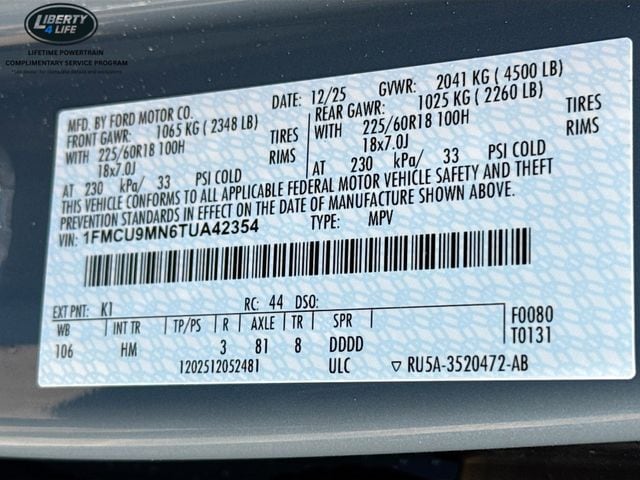 LIBERTY
4 LIFE
LIFETIME POWERTRAIN
COMPLIMENTARY SERVICE PROGRAM
MFD. BY FORD MOTOR CO. DATE: 12/25 GVWR: 2041 KG ( 4500 LB)
FRONT GAWR: 1065 KG ( 2348 LB) REAR GAWR: 1025 KG ( 2260 LB)
WITH 225/60R18 100H TIRES WITH 225/60R18 100H TIRES
18x7.0J RIMS 18x7.0J RIMS
AT 230 kPa/ 33 PSI COLD AT 230 kPa/ 33 PSI COLD
THIS VEHICLE CONFORMS TO ALL APPLICABLE FEDERAL MOTOR VEHICLE SAFETY AND THEFT
PREVENTION STANDARDS IN EFFECT ON THE DATE OF MANUFACTURE SHOWN ABOVE.
VIN: 1FMCU9MN6TUA42354 TYPE: MPV
EXT PNT: K1 RC: 44 DSO:
WB INT TR TP/PS R AXLE TR SPR F0080
106 HM 3 81 8 DDDD T0131
1202512052481 ULC ▽ RU5A-3520472-AB